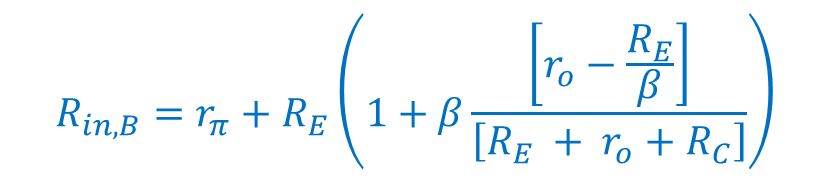 R_{in,B} = r_π + R_E (1 + β [r_o − R_E/β] / [R_E + r_o + R_C])